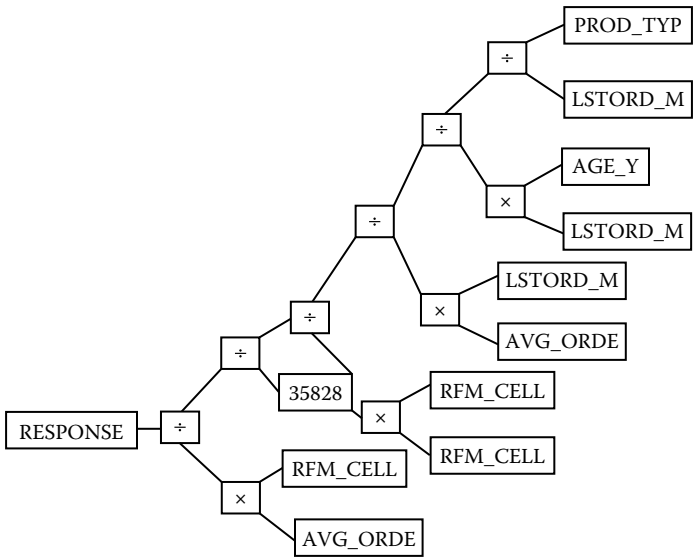 PROD_TYP
÷
LSTORD_M
÷
AGE_Y
×
LSTORD_M
÷
LSTORD_M
×
÷
AVG_ORDE
÷
35828
RFM_CELL
×
RESPONSE
÷
RFM_CELL
RFM_CELL
×
AVG_ORDE